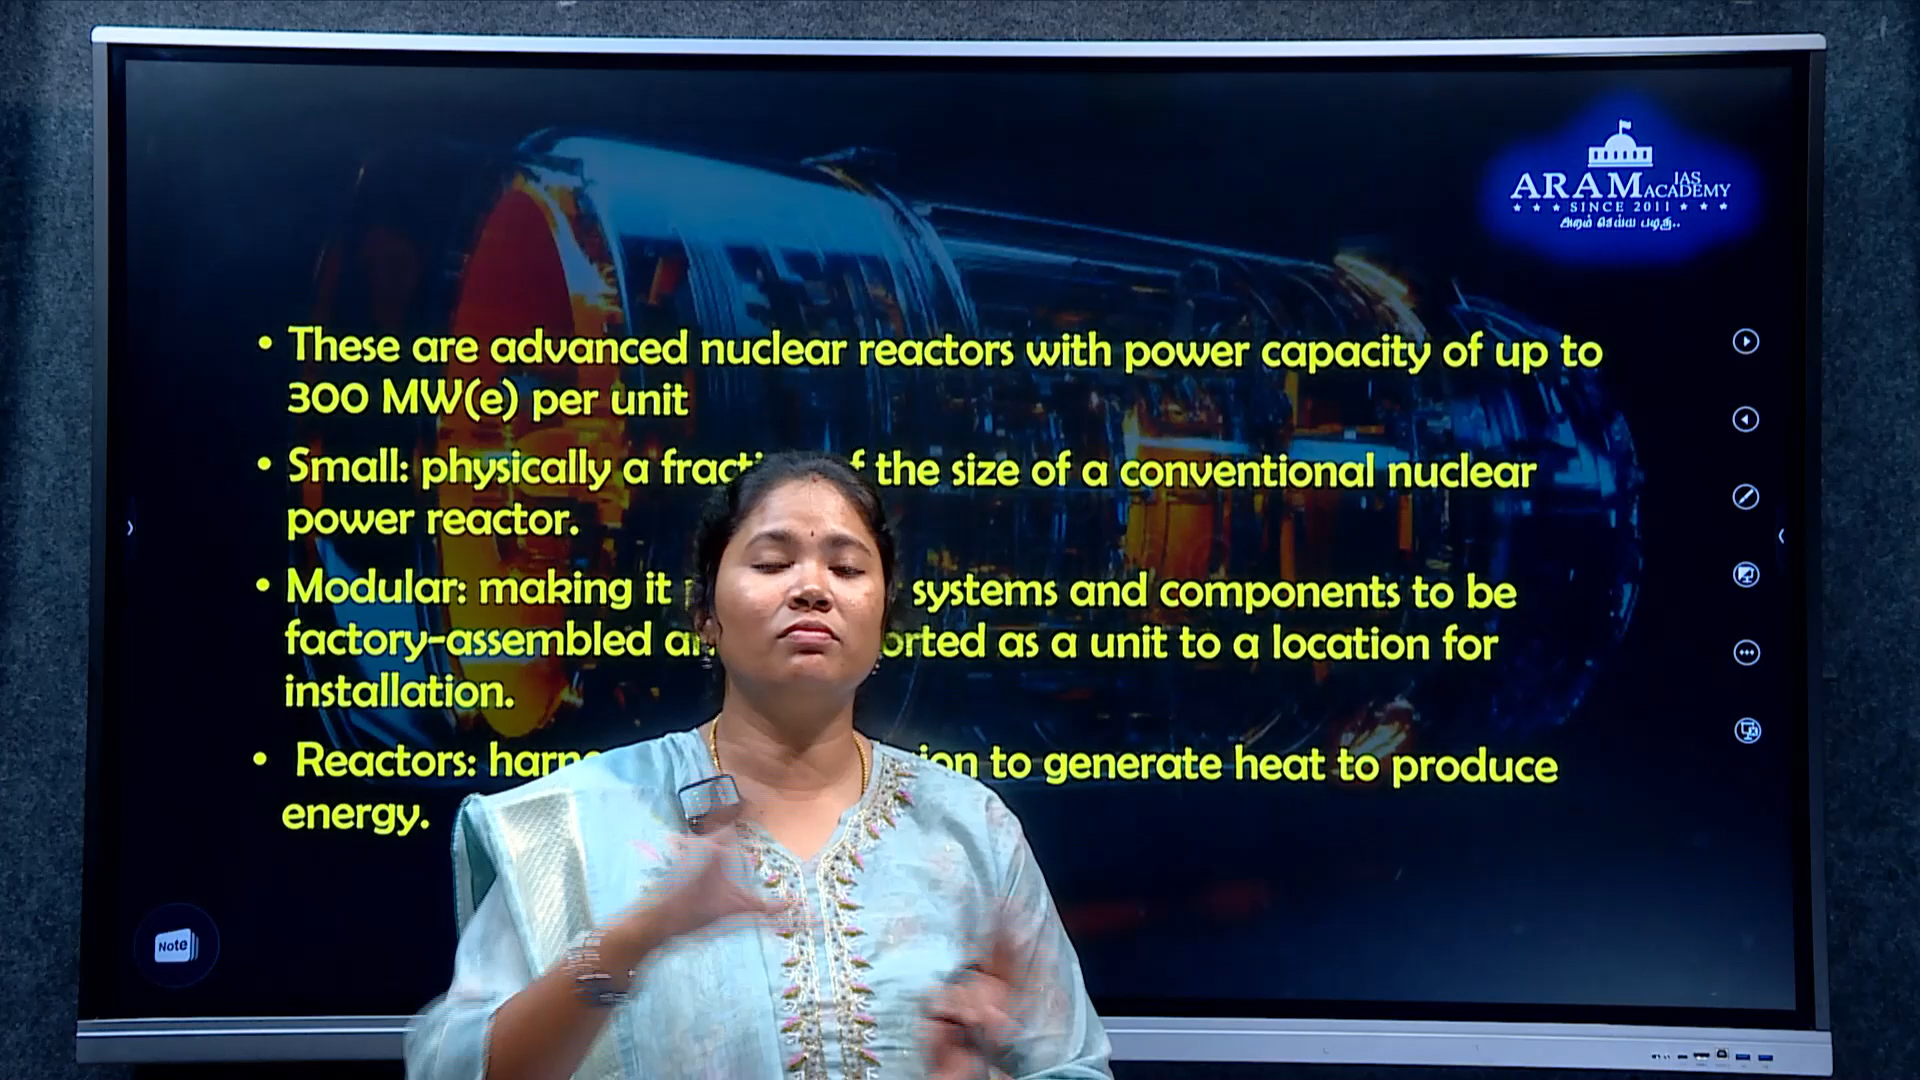 ARAM IAS ACADEMY
SINCE 2011
அறம் செய்ய படித்து..
• These are advanced nuclear reactors with power capacity of up to
300 MW(e) per unit
• Small: physically a the size of a conventional nuclear
power reactor.
• Modular: making it systems and components to be
factory-assembled as a unit to a location for
installation.
• Reactors: to generate heat to produce
energy.
Note